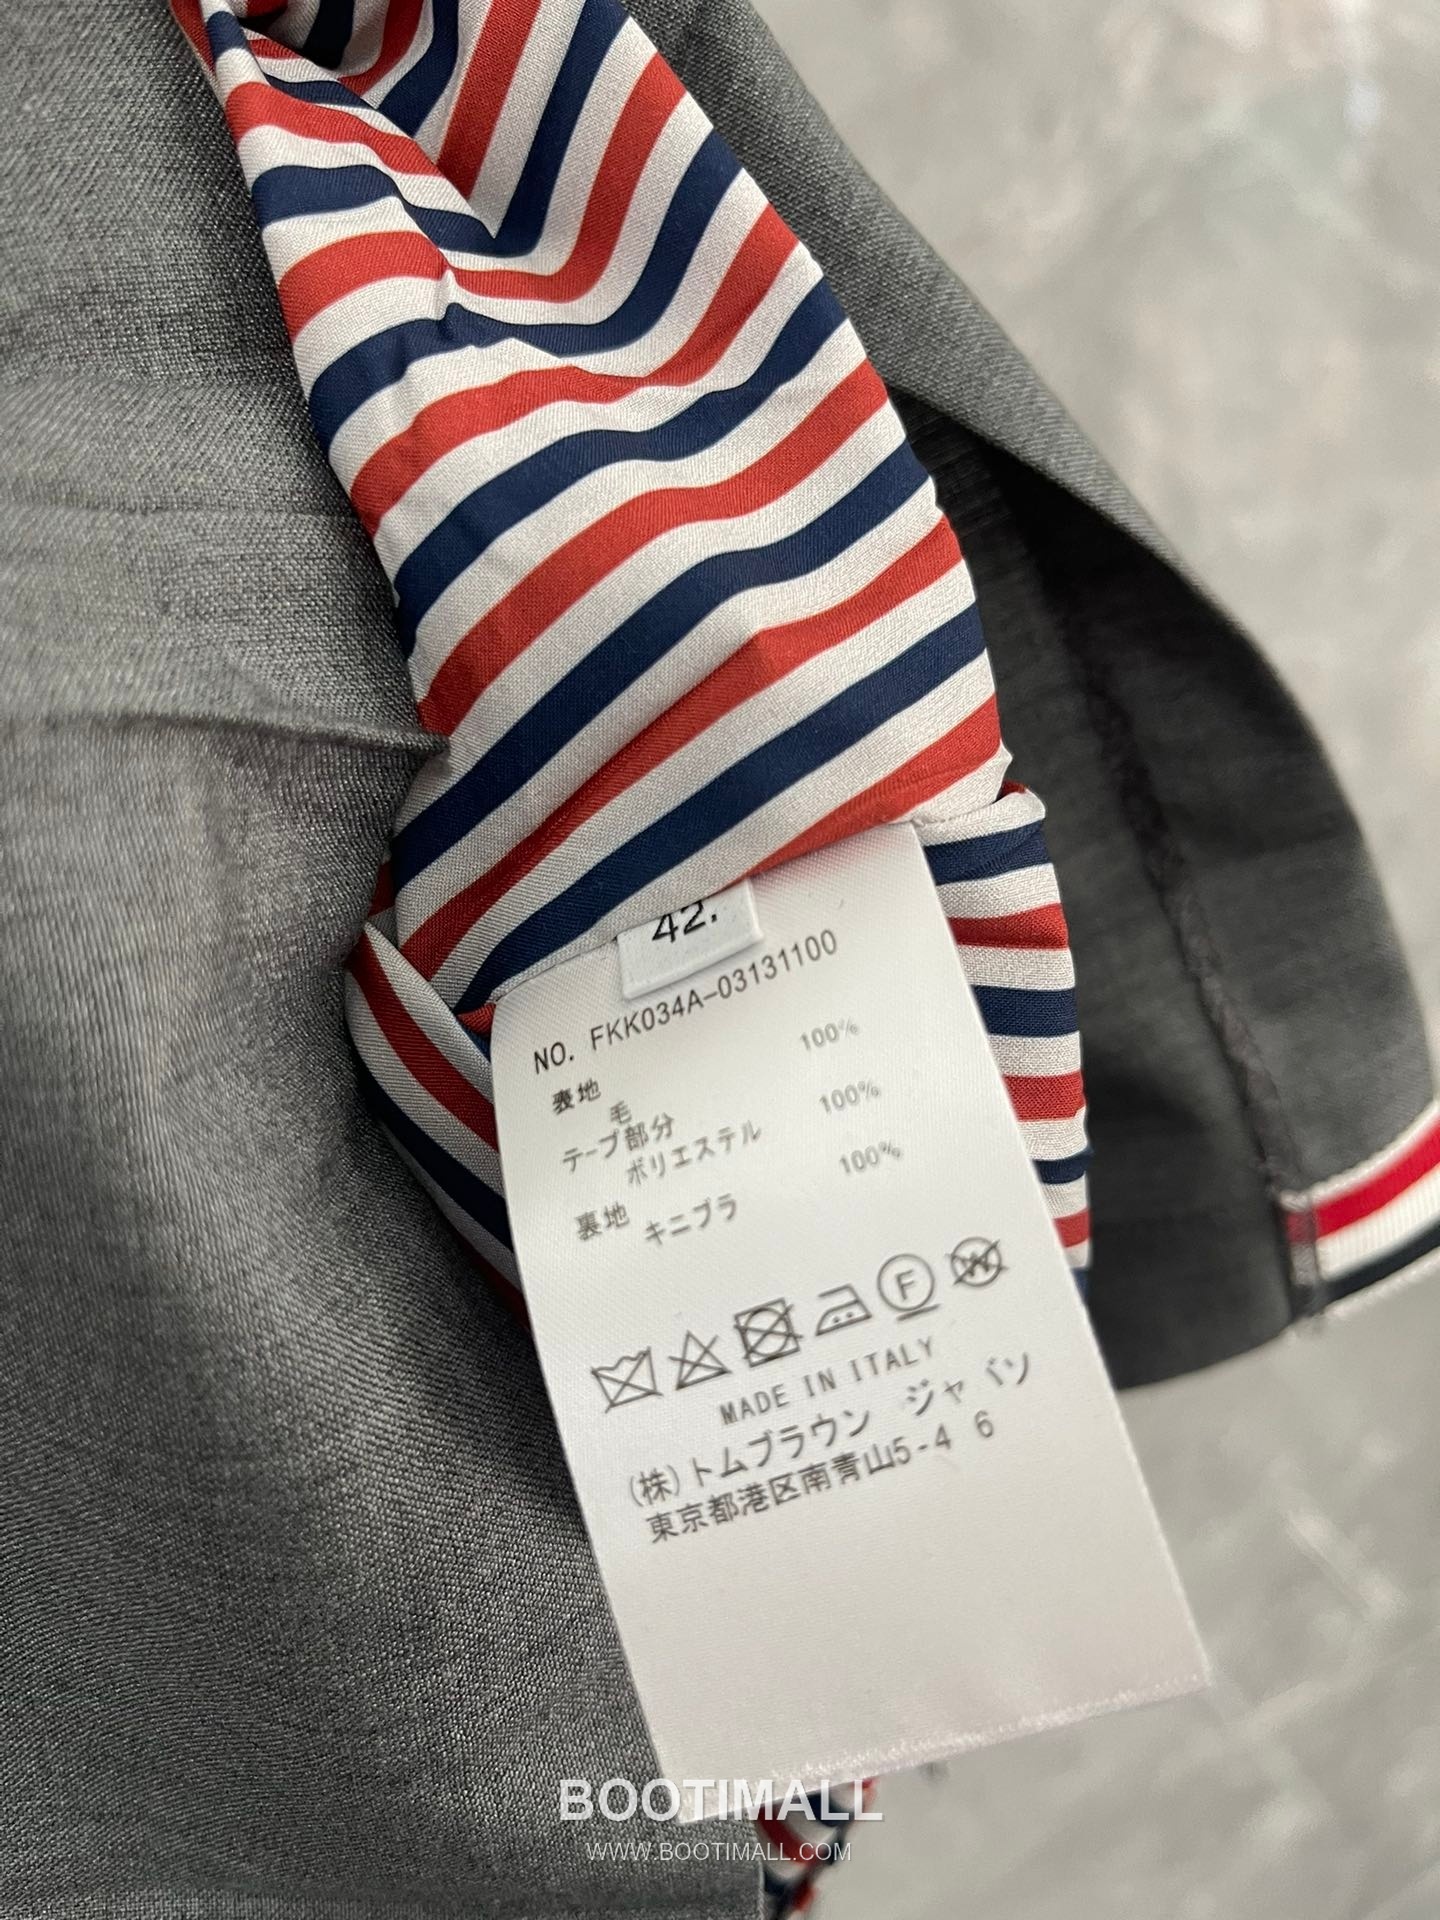 42.
NO. FKK034A-03131100
表地
毛 100%
テープ部分
ポリエステル 100%
裏地
キュプラ 100%
F W
MADE IN ITALY
(株)トムブラウン ジャパン
東京都港区南青山5-4 6
BOOTIMALL
WWW.BOOTIMALL.COM